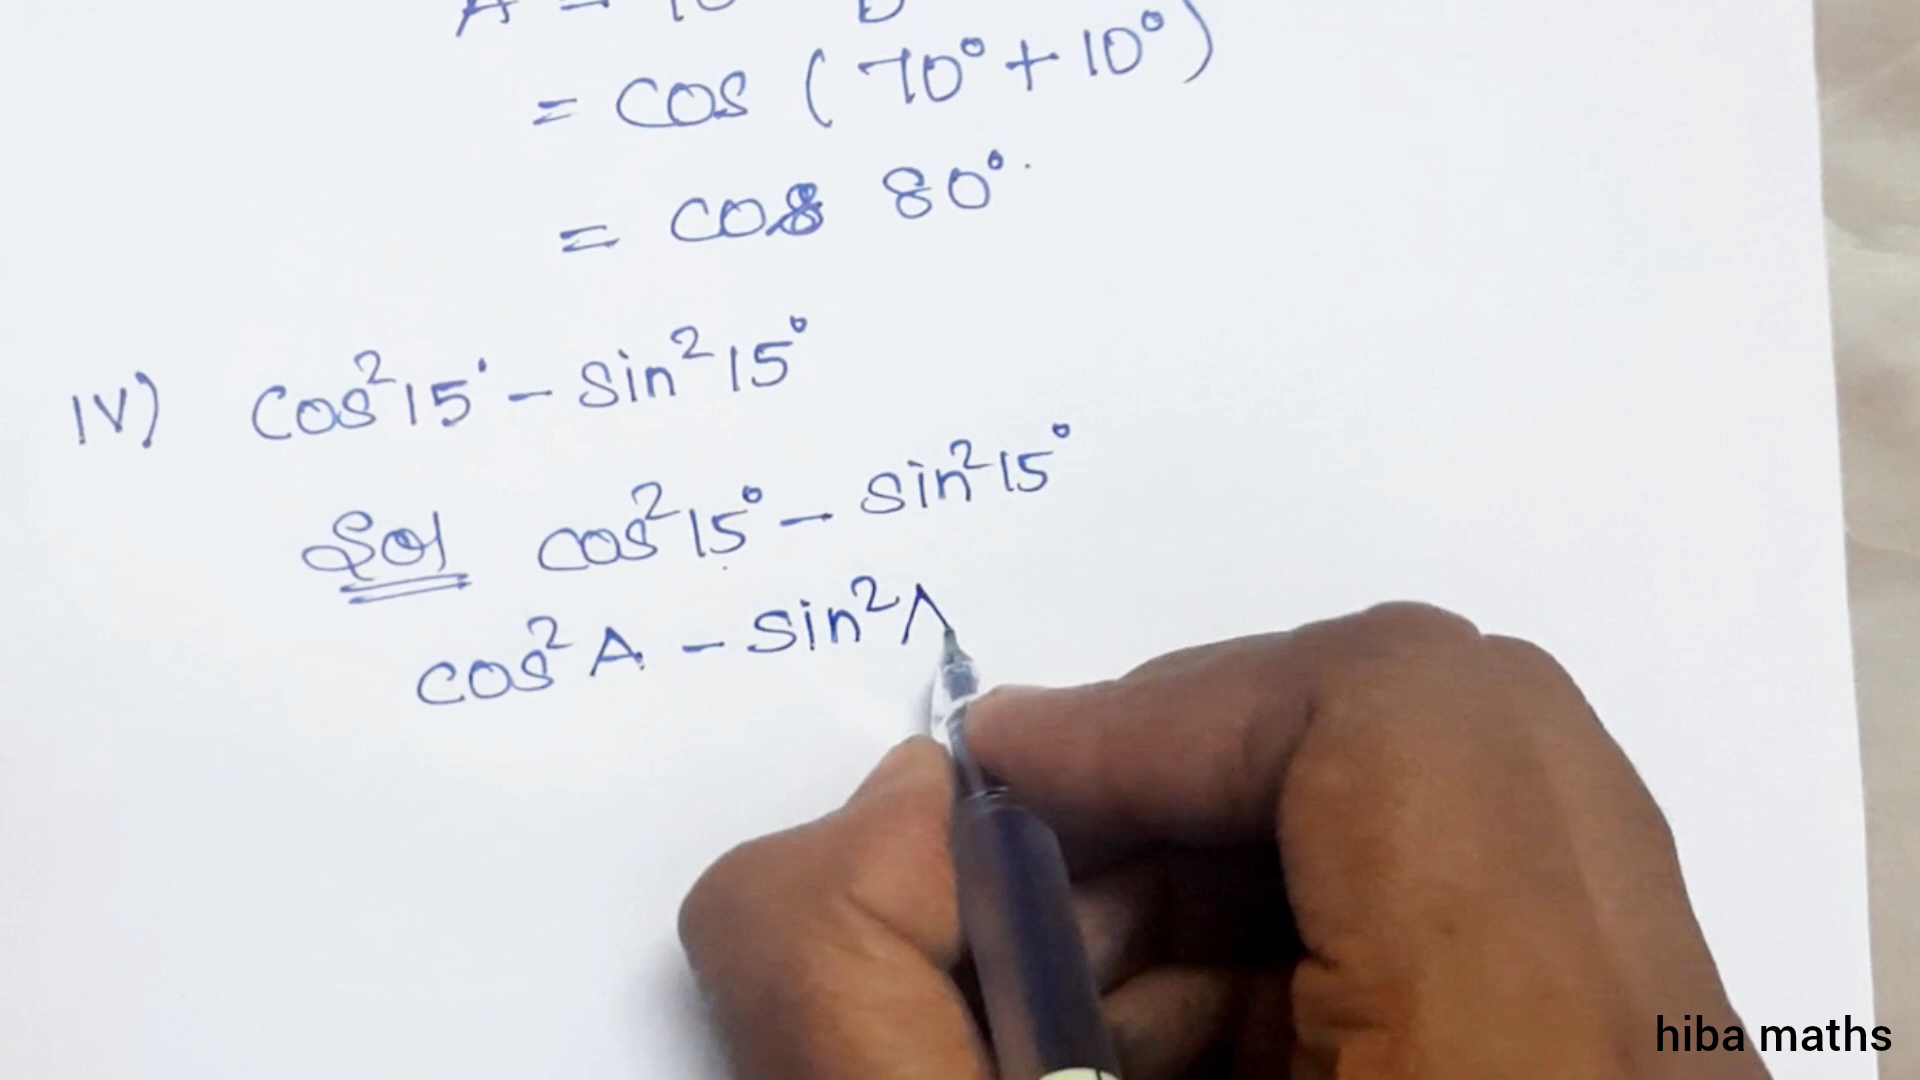 = cos (70° + 10°)
= cos 80°.
IV) cos²15° - sin²15°
Sol cos²15° - sin²15°
cos²A - sin²A
hiba maths